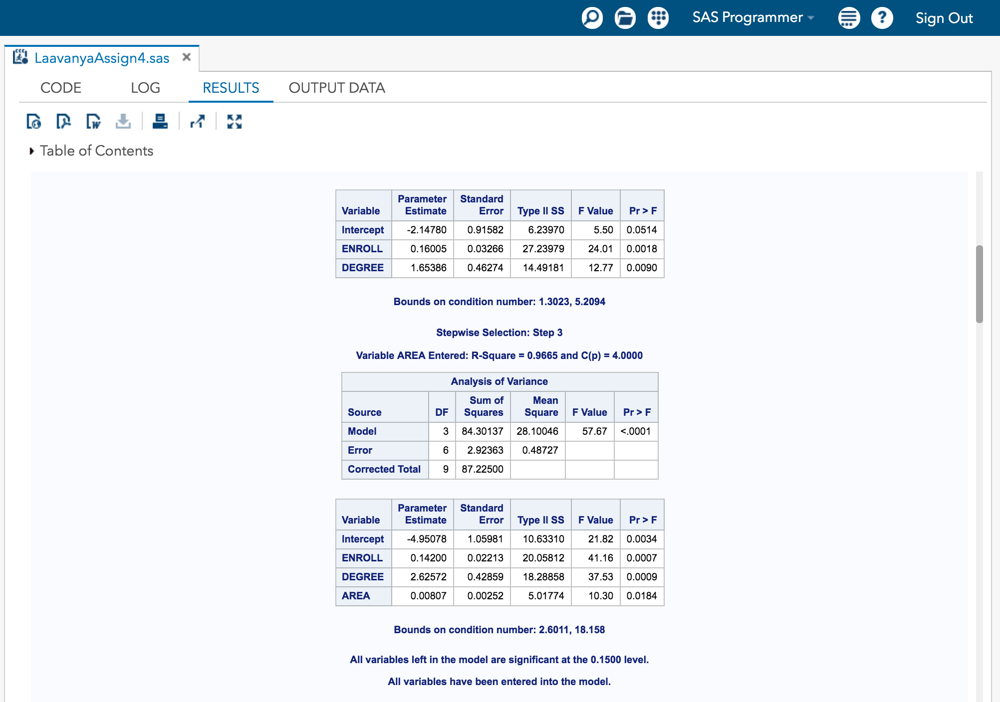 SAS Programmer
?
Sign Out
LaavanyaAssign4.sas
CODE LOG RESULTS OUTPUT DATA
Table of Contents
Variable Parameter Estimate Standard Error Type II SS F Value Pr > F
Intercept -2.14780 0.91582 6.23970 5.50 0.0514
ENROLL 0.16005 0.03266 27.23979 24.01 0.0018
DEGREE 1.65386 0.46274 14.49181 12.77 0.0090
Bounds on condition number: 1.3023, 5.2094
Stepwise Selection: Step 3
Variable AREA Entered: R-Square = 0.9665 and C(p) = 4.0000
Analysis of Variance
Source DF Sum of Squares Mean Square F Value Pr > F
Model 3 84.30137 28.10046 57.67 <.0001
Error 6 2.92363 0.48727
Corrected Total 9 87.22500
Variable Parameter Estimate Standard Error Type II SS F Value Pr > F
Intercept -4.95078 1.05981 10.63310 21.82 0.0034
ENROLL 0.14200 0.02213 20.05812 41.16 0.0007
DEGREE 2.62572 0.42859 18.28858 37.53 0.0009
AREA 0.00807 0.00252 5.01774 10.30 0.0184
Bounds on condition number: 2.6011, 18.158
All variables left in the model are significant at the 0.1500 level.
All variables have been entered into the model.